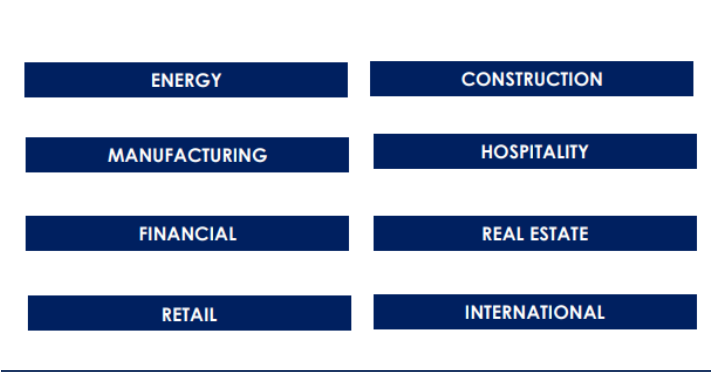 ENERGY
CONSTRUCTION
MANUFACTURING
HOSPITALITY
FINANCIAL
REAL ESTATE
RETAIL
INTERNATIONAL